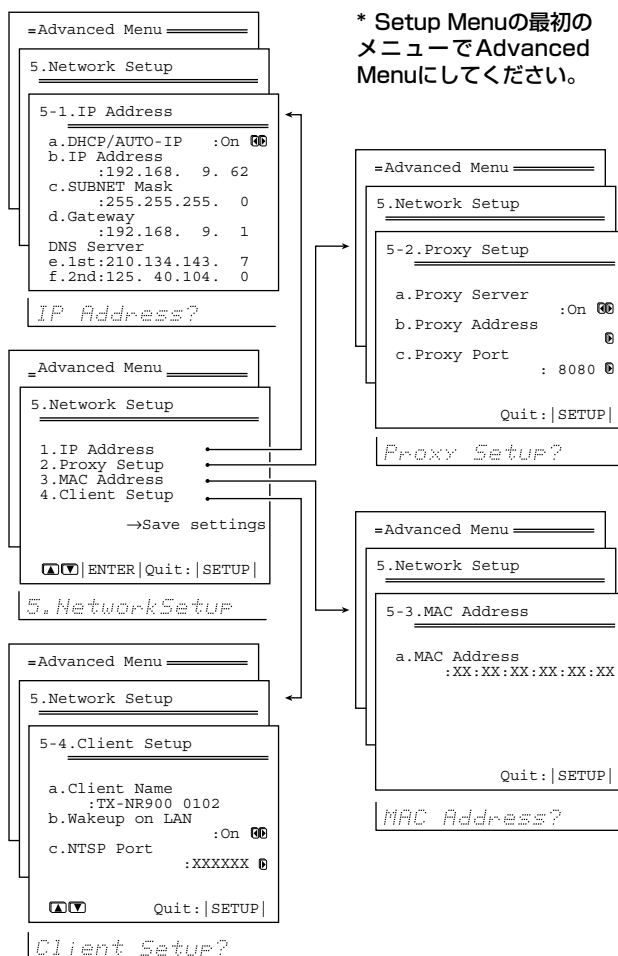 * Setup Menuの最初の
メニューでAdvanced
Menuにしてください。
=Advanced Menu
5.Network Setup
5-1.IP Address
a.DHCP/AUTO-IP :On
b.IP Address
:192.168. 9. 62
c.SUBNET Mask
:255.255.255. 0
d.Gateway
:192.168. 9. 1
DNS Server
e.1st:210.134.143. 7
f.2nd:125. 40.104. 0
IP Address?
=Advanced Menu
5.Network Setup
1.IP Address
2.Proxy Setup
3.MAC Address
4.Client Setup
→Save settings
▲▼|ENTER|Quit:|SETUP|
5.NetworkSetup
=Advanced Menu
5.Network Setup
5-4.Client Setup
a.Client Name
:TX-NR900 0102
b.Wakeup on LAN
:On
c.NTSP Port
:XXXXXX
▲▼ Quit:|SETUP|
Client Setup?
=Advanced Menu
5.Network Setup
5-2.Proxy Setup
a.Proxy Server
:On
b.Proxy Address
c.Proxy Port
: 8080
Quit:|SETUP|
Proxy Setup?
=Advanced Menu
5.Network Setup
5-3.MAC Address
a.MAC Address
:XX:XX:XX:XX:XX:XX
Quit:|SETUP|
MAC Address?